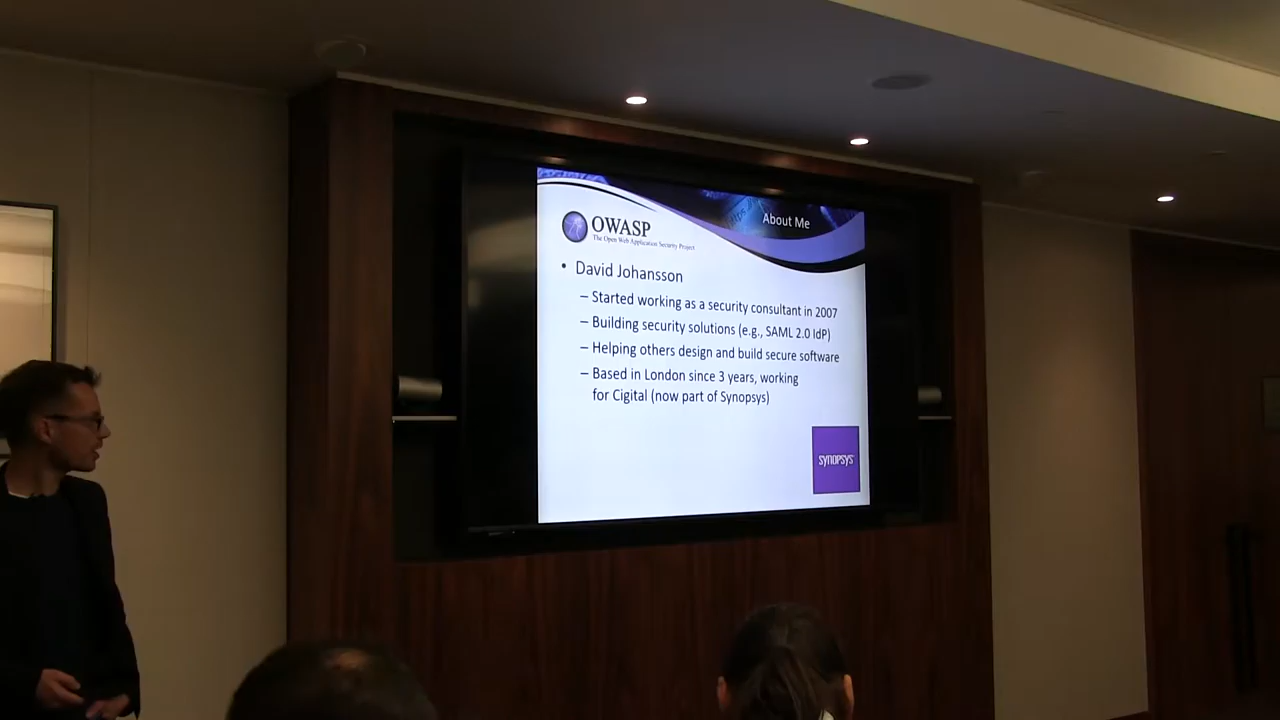 About Me
OWASP
The Open Web Application Security Project
• David Johansson
– Started working as a security consultant in 2007
– Building security solutions (e.g., SAML 2.0 IdP)
– Helping others design and build secure software
– Based in London since 3 years, working
for Cigital (now part of Synopsys)
SYNOPSYS